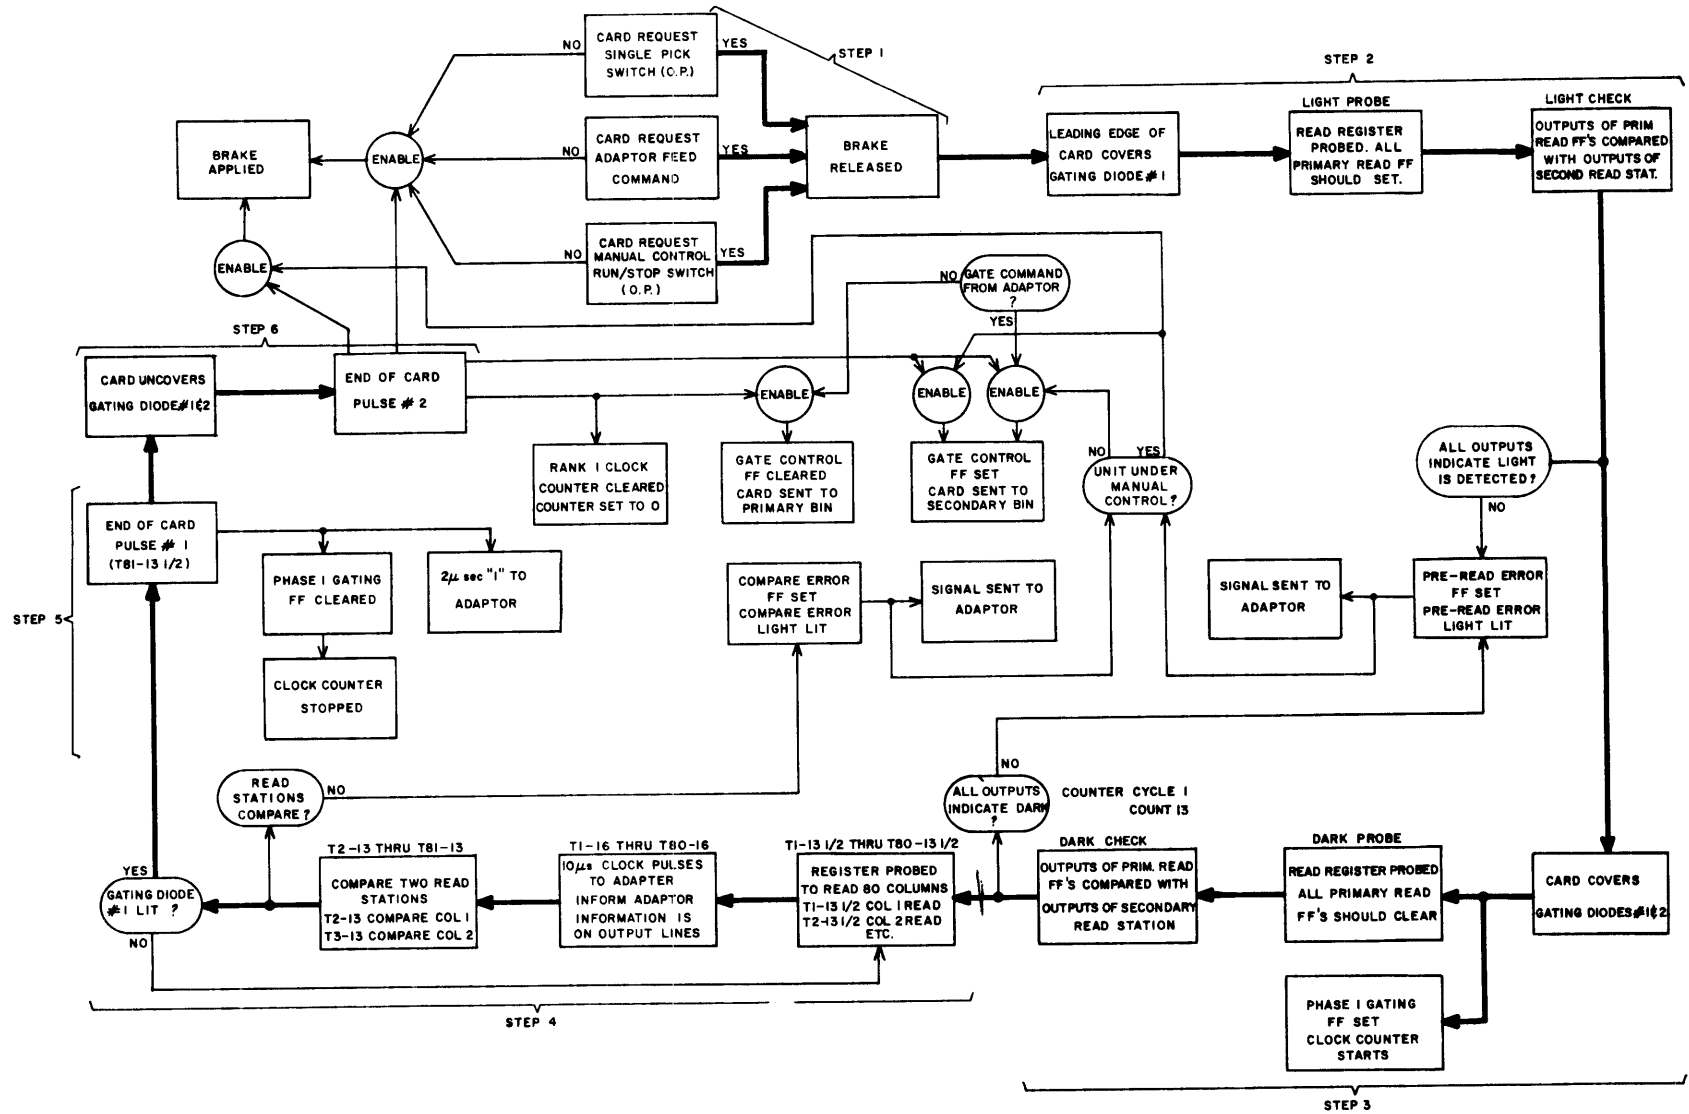 STEP 1
CARD REQUEST
SINGLE PICK
SWITCH (O.P.)
NO
YES
CARD REQUEST
ADAPTOR FEED
COMMAND
NO
YES
CARD REQUEST
MANUAL CONTROL
RUN/STOP SWITCH
(O.P.)
NO
YES
BRAKE
APPLIED
ENABLE
ENABLE
BRAKE
RELEASED
STEP 2
LEADING EDGE OF
CARD COVERS
GATING DIODE #1
LIGHT PROBE
READ REGISTER
PROBED. ALL
PRIMARY READ FF
SHOULD SET.
LIGHT CHECK
OUTPUTS OF PRIM
READ FF'S COMPARED
WITH OUTPUTS OF
SECOND READ STAT.
STEP 6
CARD UNCOVERS
GATING DIODE#1¢2
END OF CARD
PULSE # 2
NO
GATE COMMAND
FROM ADAPTOR
?
YES
ENABLE
ENABLE
ENABLE
RANK I CLOCK
COUNTER CLEARED
COUNTER SET TO O
GATE CONTROL
FF CLEARED
CARD SENT TO
PRIMARY BIN
GATE CONTROL
FF SET
CARD SENT TO
SECONDARY BIN
NO
YES
UNIT UNDER
MANUAL
CONTROL?
ALL OUTPUTS
INDICATE LIGHT
IS DETECTED?
NO
STEP 5
END OF CARD
PULSE # I
(T81-13 1/2)
PHASE I GATING
FF CLEARED
2μ sec "I" TO
ADAPTOR
CLOCK COUNTER
STOPPED
COMPARE ERROR
FF SET
COMPARE ERROR
LIGHT LIT
SIGNAL SENT TO
ADAPTOR
SIGNAL SENT TO
ADAPTOR
PRE-READ ERROR
FF SET
PRE-READ ERROR
LIGHT LIT
READ
STATIONS
COMPARE?
NO
NO
ALL OUTPUTS
INDICATE DARK
?
COUNTER CYCLE I
COUNT 13
YES
GATING DIODE
#1 LIT ?
NO
T2-13 THRU T81-13
COMPARE TWO READ
STATIONS
T2-13 COMPARE COL 1
T3-13 COMPARE COL 2
T1-16 THRU T80-16
10μs CLOCK PULSES
TO ADAPTER
INFORM ADAPTOR
INFORMATION IS
ON OUTPUT LINES
T1-13 1/2 THRU T80-13 1/2
REGISTER PROBED
TO READ 80 COLUMNS
T1-13 1/2 COL 1 READ
T2-13 1/2 COL 2 READ
ETC.
DARK CHECK
OUTPUTS OF PRIM. READ
FF'S COMPARED WITH
OUTPUTS OF SECONDARY
READ STATION
DARK PROBE
READ REGISTER PROBED
ALL PRIMARY READ
FF'S SHOULD CLEAR
CARD COVERS
GATING DIODES#1¢2
STEP 4
PHASE I GATING
FF SET
CLOCK COUNTER
STARTS
STEP 3